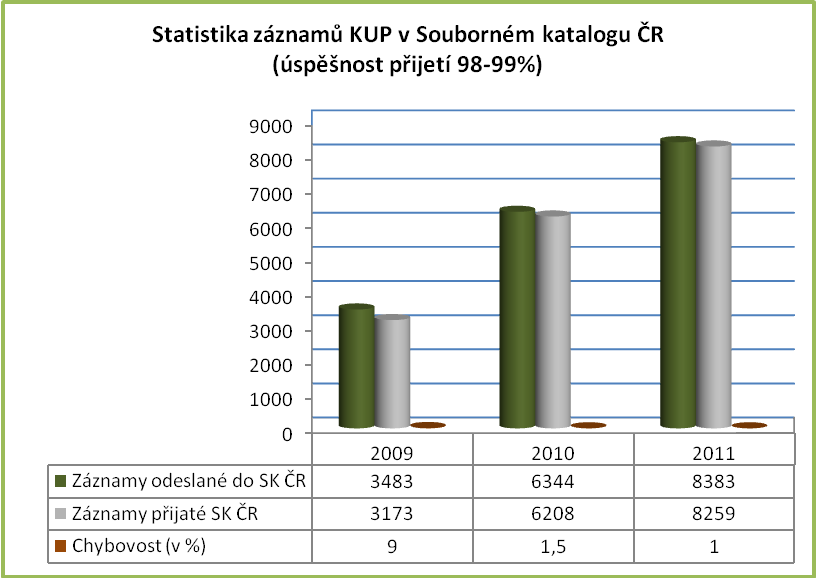 Statistika záznamů KUP v Souborném katalogu ČR
(úspěšnost přijetí 98-99%)
9000
8000
7000
6000
5000
4000
3000
2000
1000
0
2009 2010 2011
Záznamy odeslané do SK ČR 3483 6344 8383
Záznamy přijaté SK ČR 3173 6208 8259
Chybovost (v %) 9 1,5 1